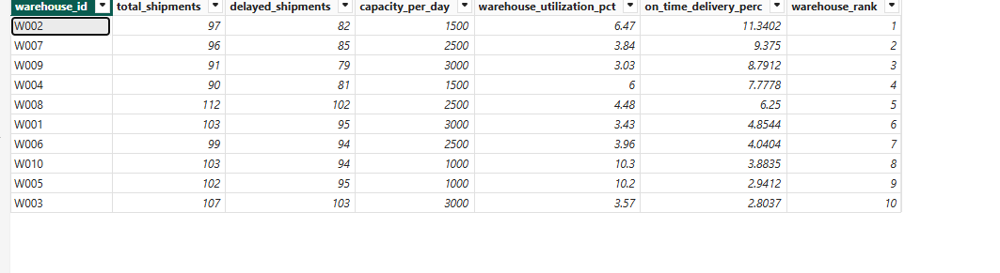 warehouse_id total_shipments delayed_shipments capacity_per_day warehouse_utilization_pct on_time_delivery_perc warehouse_rank
W002 97 82 1500 6.47 11.3402 1
W007 96 85 2500 3.84 9.375 2
W009 91 79 3000 3.03 8.7912 3
W004 90 81 1500 6 7.7778 4
W008 112 102 2500 4.48 6.25 5
W001 103 95 3000 3.43 4.8544 6
W006 99 94 2500 3.96 4.0404 7
W010 103 94 1000 10.3 3.8835 8
W005 102 95 1000 10.2 2.9412 9
W003 107 103 3000 3.57 2.8037 10